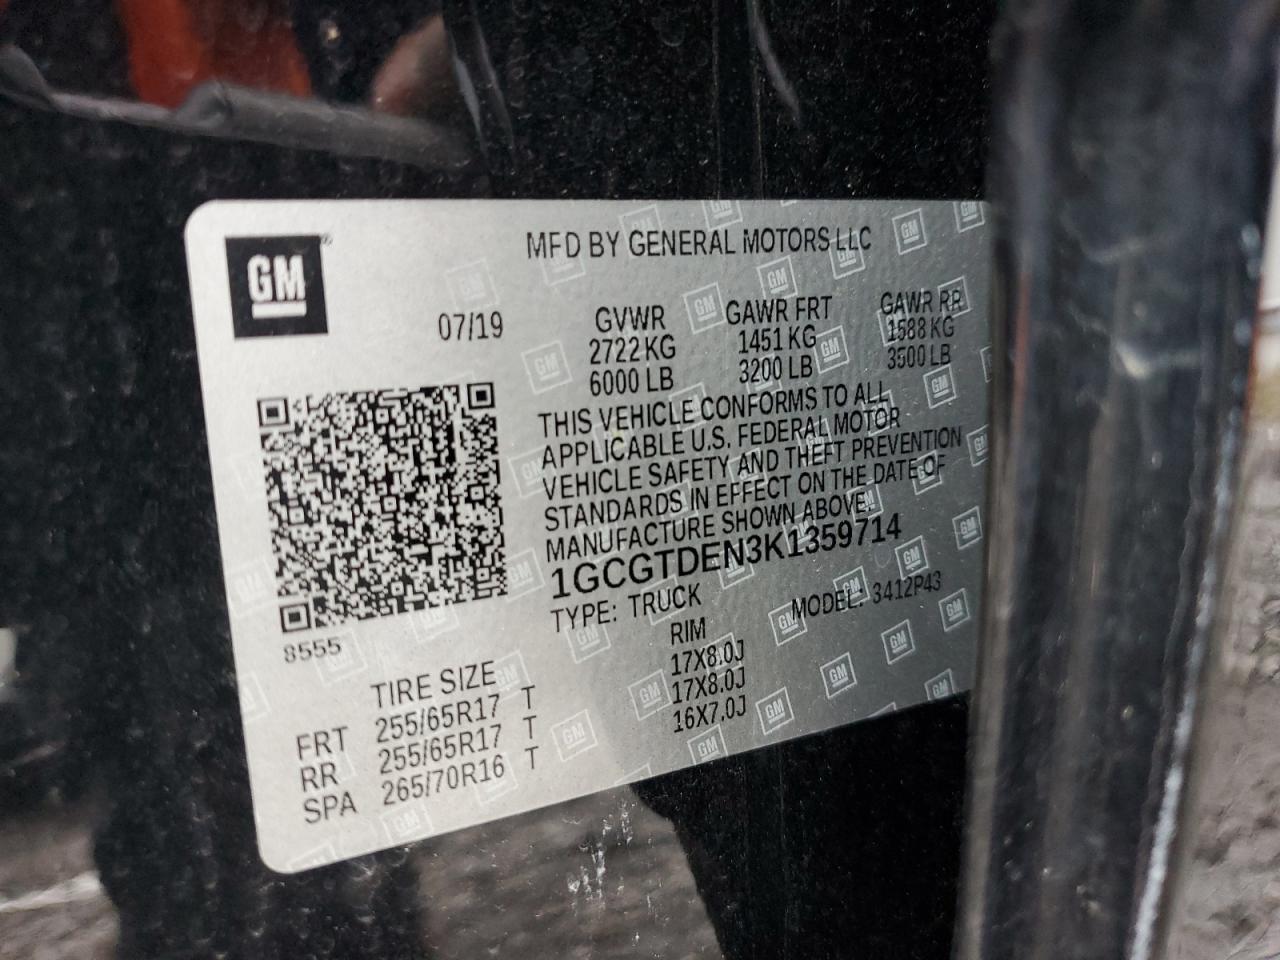 GM
MFD BY GENERAL MOTORS LLC
07/19
GVWR GAWR FRT GAWR RR
2722 KG 1451 KG 1588 KG
6000 LB 3200 LB 3500 LB
THIS VEHICLE CONFORMS TO ALL
APPLICABLE U.S. FEDERAL MOTOR
VEHICLE SAFETY AND THEFT PREVENTION
STANDARDS IN EFFECT ON THE DATE OF
MANUFACTURE SHOWN ABOVE.
1GCGTDEN3K1359714
TYPE: TRUCK MODEL: 3412P43
8555
TIRE SIZE RIM
FRT 255/65R17 T 17X8.0J
RR 255/65R17 T 17X8.0J
SPA 265/70R16 T 16X7.0J